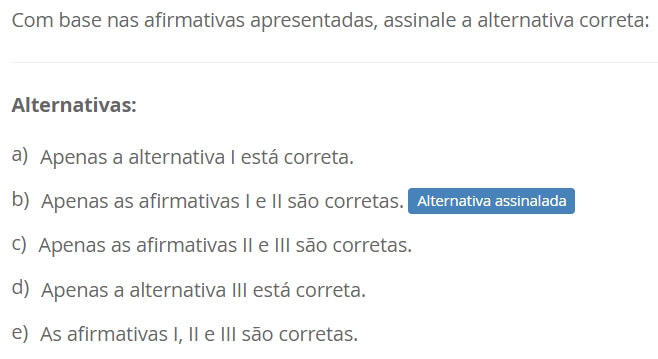 Com base nas afirmativas apresentadas, assinale a alternativa correta:
Alternativas:
a) Apenas a alternativa I está correta.
b) Apenas as afirmativas I e II são corretas. Alternativa assinalada
c) Apenas as afirmativas II e III são corretas.
d) Apenas a alternativa III está correta.
e) As afirmativas I, II e III são corretas.